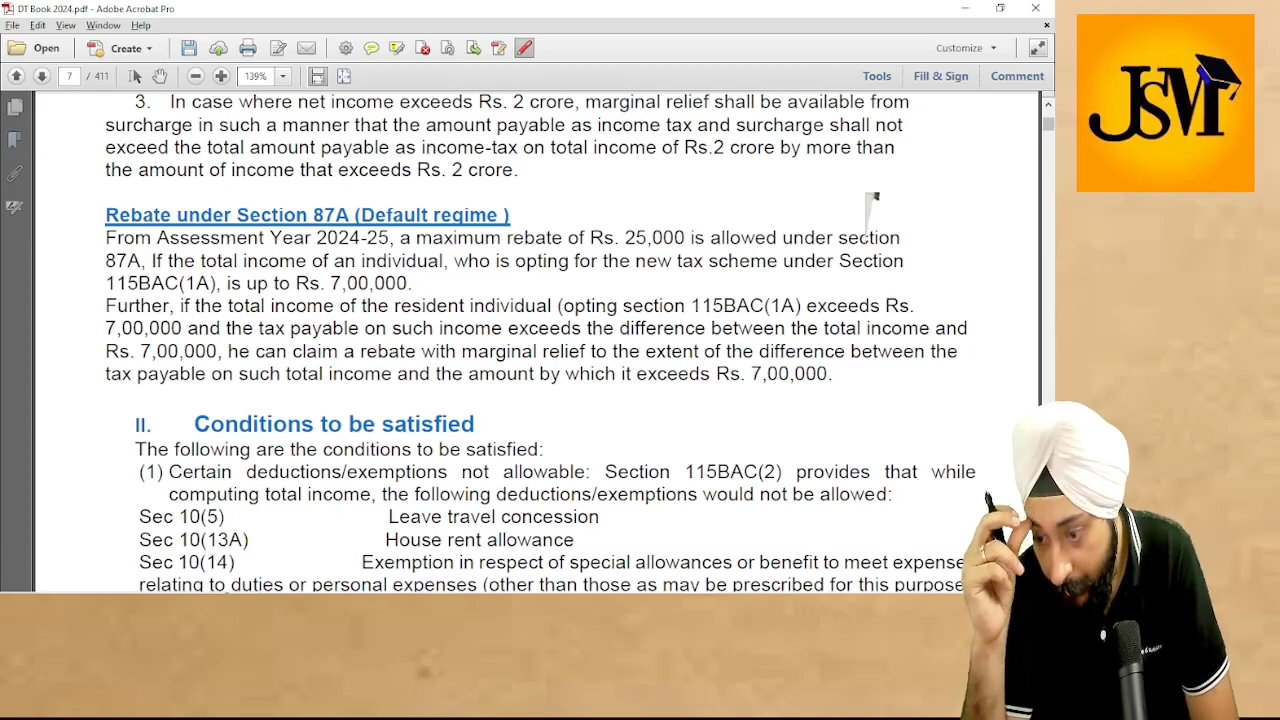 DT Book 2024.pdf - Adobe Acrobat Pro
File Edit View Window Help
Open Create Customize
7 / 411 139% Tools Fill & Sign Comment
3. In case where net income exceeds Rs. 2 crore, marginal relief shall be available from
surcharge in such a manner that the amount payable as income tax and surcharge shall not
exceed the total amount payable as income-tax on total income of Rs.2 crore by more than
the amount of income that exceeds Rs. 2 crore.
Rebate under Section 87A (Default regime )
From Assessment Year 2024-25, a maximum rebate of Rs. 25,000 is allowed under section
87A, If the total income of an individual, who is opting for the new tax scheme under Section
115BAC(1A), is up to Rs. 7,00,000.
Further, if the total income of the resident individual (opting section 115BAC(1A) exceeds Rs.
7,00,000 and the tax payable on such income exceeds the difference between the total income and
Rs. 7,00,000, he can claim a rebate with marginal relief to the extent of the difference between the
tax payable on such total income and the amount by which it exceeds Rs. 7,00,000.
II. Conditions to be satisfied
The following are the conditions to be satisfied:
(1) Certain deductions/exemptions not allowable: Section 115BAC(2) provides that while
computing total income, the following deductions/exemptions would not be allowed:
Sec 10(5) Leave travel concession
Sec 10(13A) House rent allowance
Sec 10(14) Exemption in respect of special allowances or benefit to meet expense
relating to duties or personal expenses (other than those as may be prescribed for this purpose
JSM